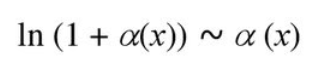 ln (1 + α(x)) ~ α (x)